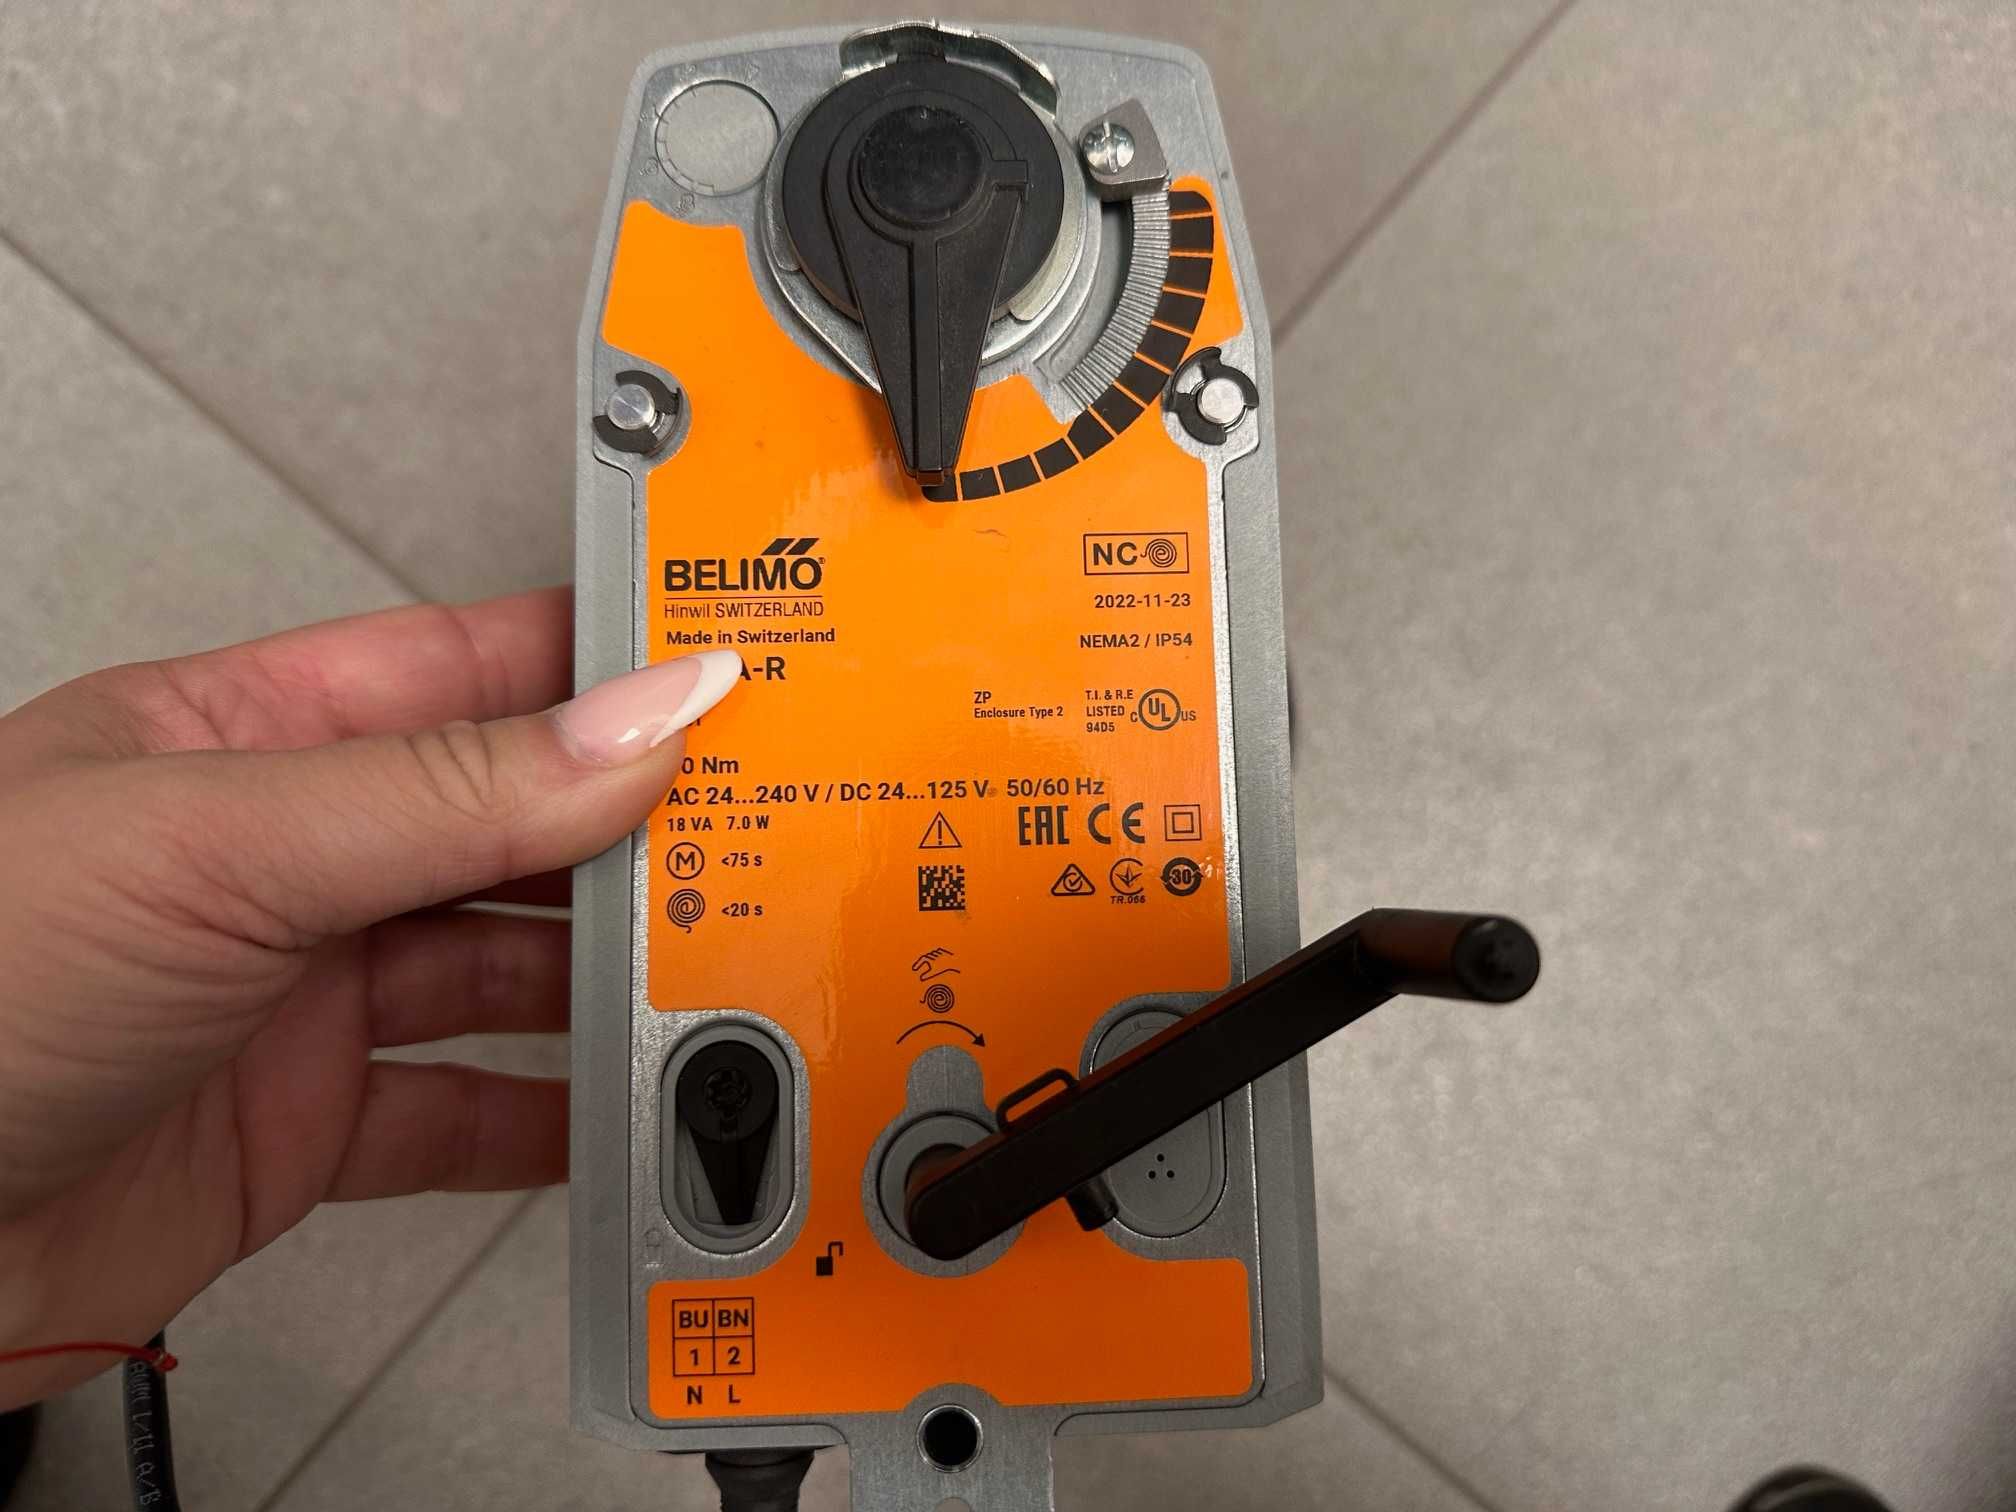 BELIMO
Hinwil SWITZERLAND
Made in Switzerland
A-R
NC
2022-11-23
NEMA2 / IP54
ZP
Enclosure Type 2
T.I. & R.E
LISTED
94D5
C UL US
0 Nm
AC 24...240 V / DC 24...125 V 50/60 Hz
18 VA 7.0 W
M <75 s
<20 s
EAC CE
TR.066
30
BU BN
1 2
N L